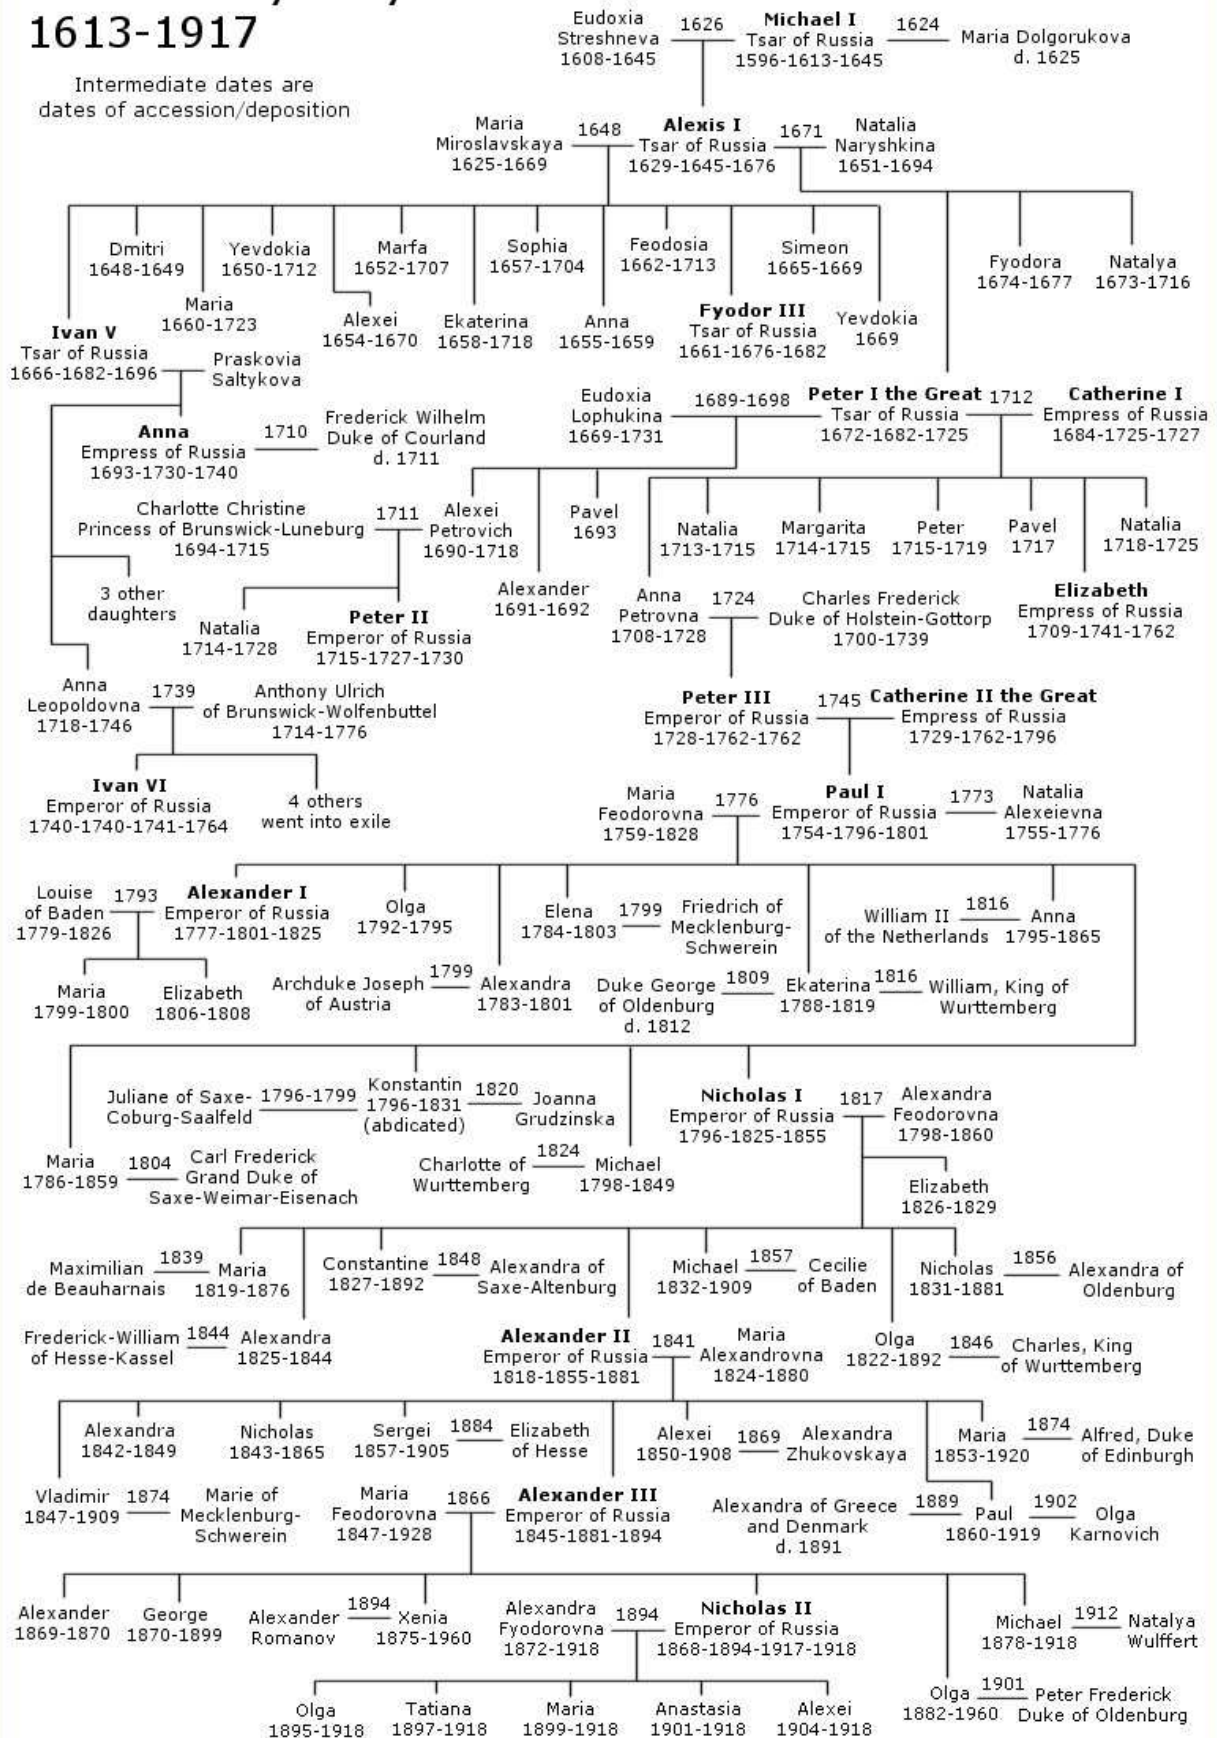 1613-1917
Intermediate dates are
dates of accession/deposition
Eudoxia
Streshneva
1608-1645
1626
Michael I
Tsar of Russia
1596-1613-1645
1624
Maria Dolgorukova
d. 1625
Maria
Miroslavskaya
1625-1669
1648
Alexis I
Tsar of Russia
1629-1645-1676
1671
Natalia
Naryshkina
1651-1694
Dmitri
1648-1649
Yevdokia
1650-1712
Marfa
1652-1707
Sophia
1657-1704
Feodosia
1662-1713
Simeon
1665-1669
Fyodora
1674-1677
Natalya
1673-1716
Ivan V
Tsar of Russia
1666-1682-1696
Maria
1660-1723
Alexei
1654-1670
Ekaterina
1658-1718
Anna
1655-1659
Fyodor III
Tsar of Russia
1661-1676-1682
Yevdokia
1669
Praskovia
Saltykova
Eudoxia
Lophukina
1669-1731
1689-1698
Peter I the Great
Tsar of Russia
1672-1682-1725
1712
Catherine I
Empress of Russia
1684-1725-1727
Anna
Empress of Russia
1693-1730-1740
1710
Frederick Wilhelm
Duke of Courland
d. 1711
Charlotte Christine
Princess of Brunswick-Luneburg
1694-1715
1711
Alexei
Petrovich
1690-1718
Pavel
1693
Natalia
1713-1715
Margarita
1714-1715
Peter
1715-1719
Pavel
1717
Natalia
1718-1725
3 other
daughters
Natalia
1714-1728
Peter II
Emperor of Russia
1715-1727-1730
Alexander
1691-1692
Anna
Petrovna
1708-1728
1724
Charles Frederick
Duke of Holstein-Gottorp
1700-1739
Elizabeth
Empress of Russia
1709-1741-1762
Anna
Leopoldovna
1718-1746
1739
Anthony Ulrich
of Brunswick-Wolfenbuttel
1714-1776
Peter III
Emperor of Russia
1728-1762-1762
1745
Catherine II the Great
Empress of Russia
1729-1762-1796
Ivan VI
Emperor of Russia
1740-1740-1741-1764
4 others
went into exile
Maria
Feodorovna
1759-1828
1776
Paul I
Emperor of Russia
1754-1796-1801
1773
Natalia
Alexeievna
1755-1776
Louise
of Baden
1779-1826
1793
Alexander I
Emperor of Russia
1777-1801-1825
Olga
1792-1795
Elena
1784-1803
1799
Friedrich of
Mecklenburg-
Schwerein
William II
of the Netherlands
1816
Anna
1795-1865
Maria
1799-1800
Elizabeth
1806-1808
Archduke Joseph
of Austria
1799
Alexandra
1783-1801
Duke George
of Oldenburg
d. 1812
1809
Ekaterina
1788-1819
1816
William, King of
Wurttemberg
Juliane of Saxe-
Coburg-Saalfeld
1796-1799
Konstantin
1796-1831
(abdicated)
1820
Joanna
Grudzinska
Nicholas I
Emperor of Russia
1796-1825-1855
1817
Alexandra
Feodorovna
1798-1860
Maria
1786-1859
1804
Carl Frederick
Grand Duke of
Saxe-Weimar-Eisenach
Charlotte of
Wurttemberg
1824
Michael
1798-1849
Elizabeth
1826-1829
Maximilian
de Beauharnais
1839
Maria
1819-1876
Constantine
1827-1892
1848
Alexandra of
Saxe-Altenburg
Michael
1832-1909
1857
Cecilie
of Baden
Nicholas
1831-1881
1856
Alexandra of
Oldenburg
Frederick-William
of Hesse-Kassel
1844
Alexandra
1825-1844
Alexander II
Emperor of Russia
1818-1855-1881
1841
Maria
Alexandrovna
1824-1880
Olga
1822-1892
1846
Charles, King
of Wurttemberg
Alexandra
1842-1849
Nicholas
1843-1865
Sergei
1857-1905
1884
Elizabeth
of Hesse
Alexei
1850-1908
1869
Alexandra
Zhukovskaya
Maria
1853-1920
1874
Alfred, Duke
of Edinburgh
Vladimir
1847-1909
1874
Marie of
Mecklenburg-
Schwerein
Maria
Feodorovna
1847-1928
1866
Alexander III
Emperor of Russia
1845-1881-1894
Alexandra of Greece
and Denmark
d. 1891
1889
Paul
1860-1919
1902
Olga
Karnovich
Alexander
1869-1870
George
1870-1899
Alexander
Romanov
1894
Xenia
1875-1960
Alexandra
Fyodorovna
1872-1918
1894
Nicholas II
Emperor of Russia
1868-1894-1917-1918
Michael
1878-1918
1912
Natalya
Wulffert
Olga
1895-1918
Tatiana
1897-1918
Maria
1899-1918
Anastasia
1901-1918
Alexei
1904-1918
Olga
1882-1960
1901
Peter Frederick
Duke of Oldenburg